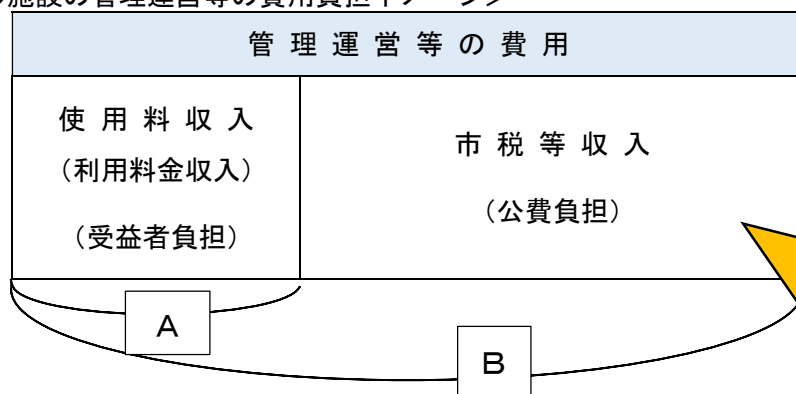 施設の管理運営等の費用負担イメージ＞
管理運営等の費用
使用料収入
（利用料金収入）
（受益者負担）
市税等収入
（公費負担）
A
B